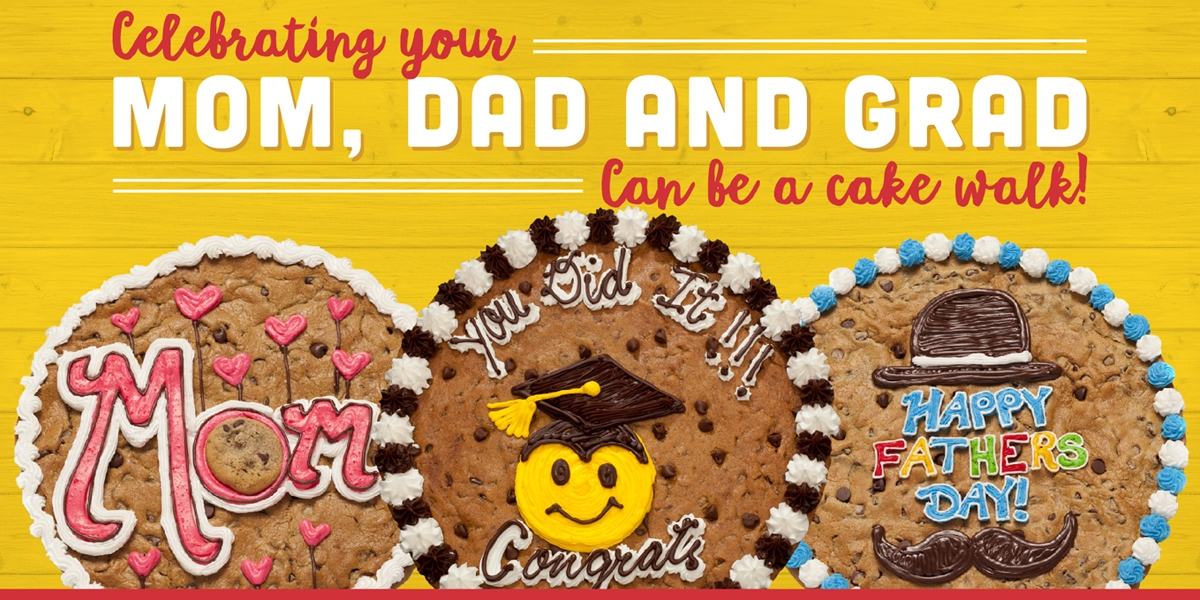 Celebrating your
MOM, DAD AND GRAD
Can be a cake walk!
Mom
You Did It!!!
Congrats
HAPPY
FATHERS
DAY!